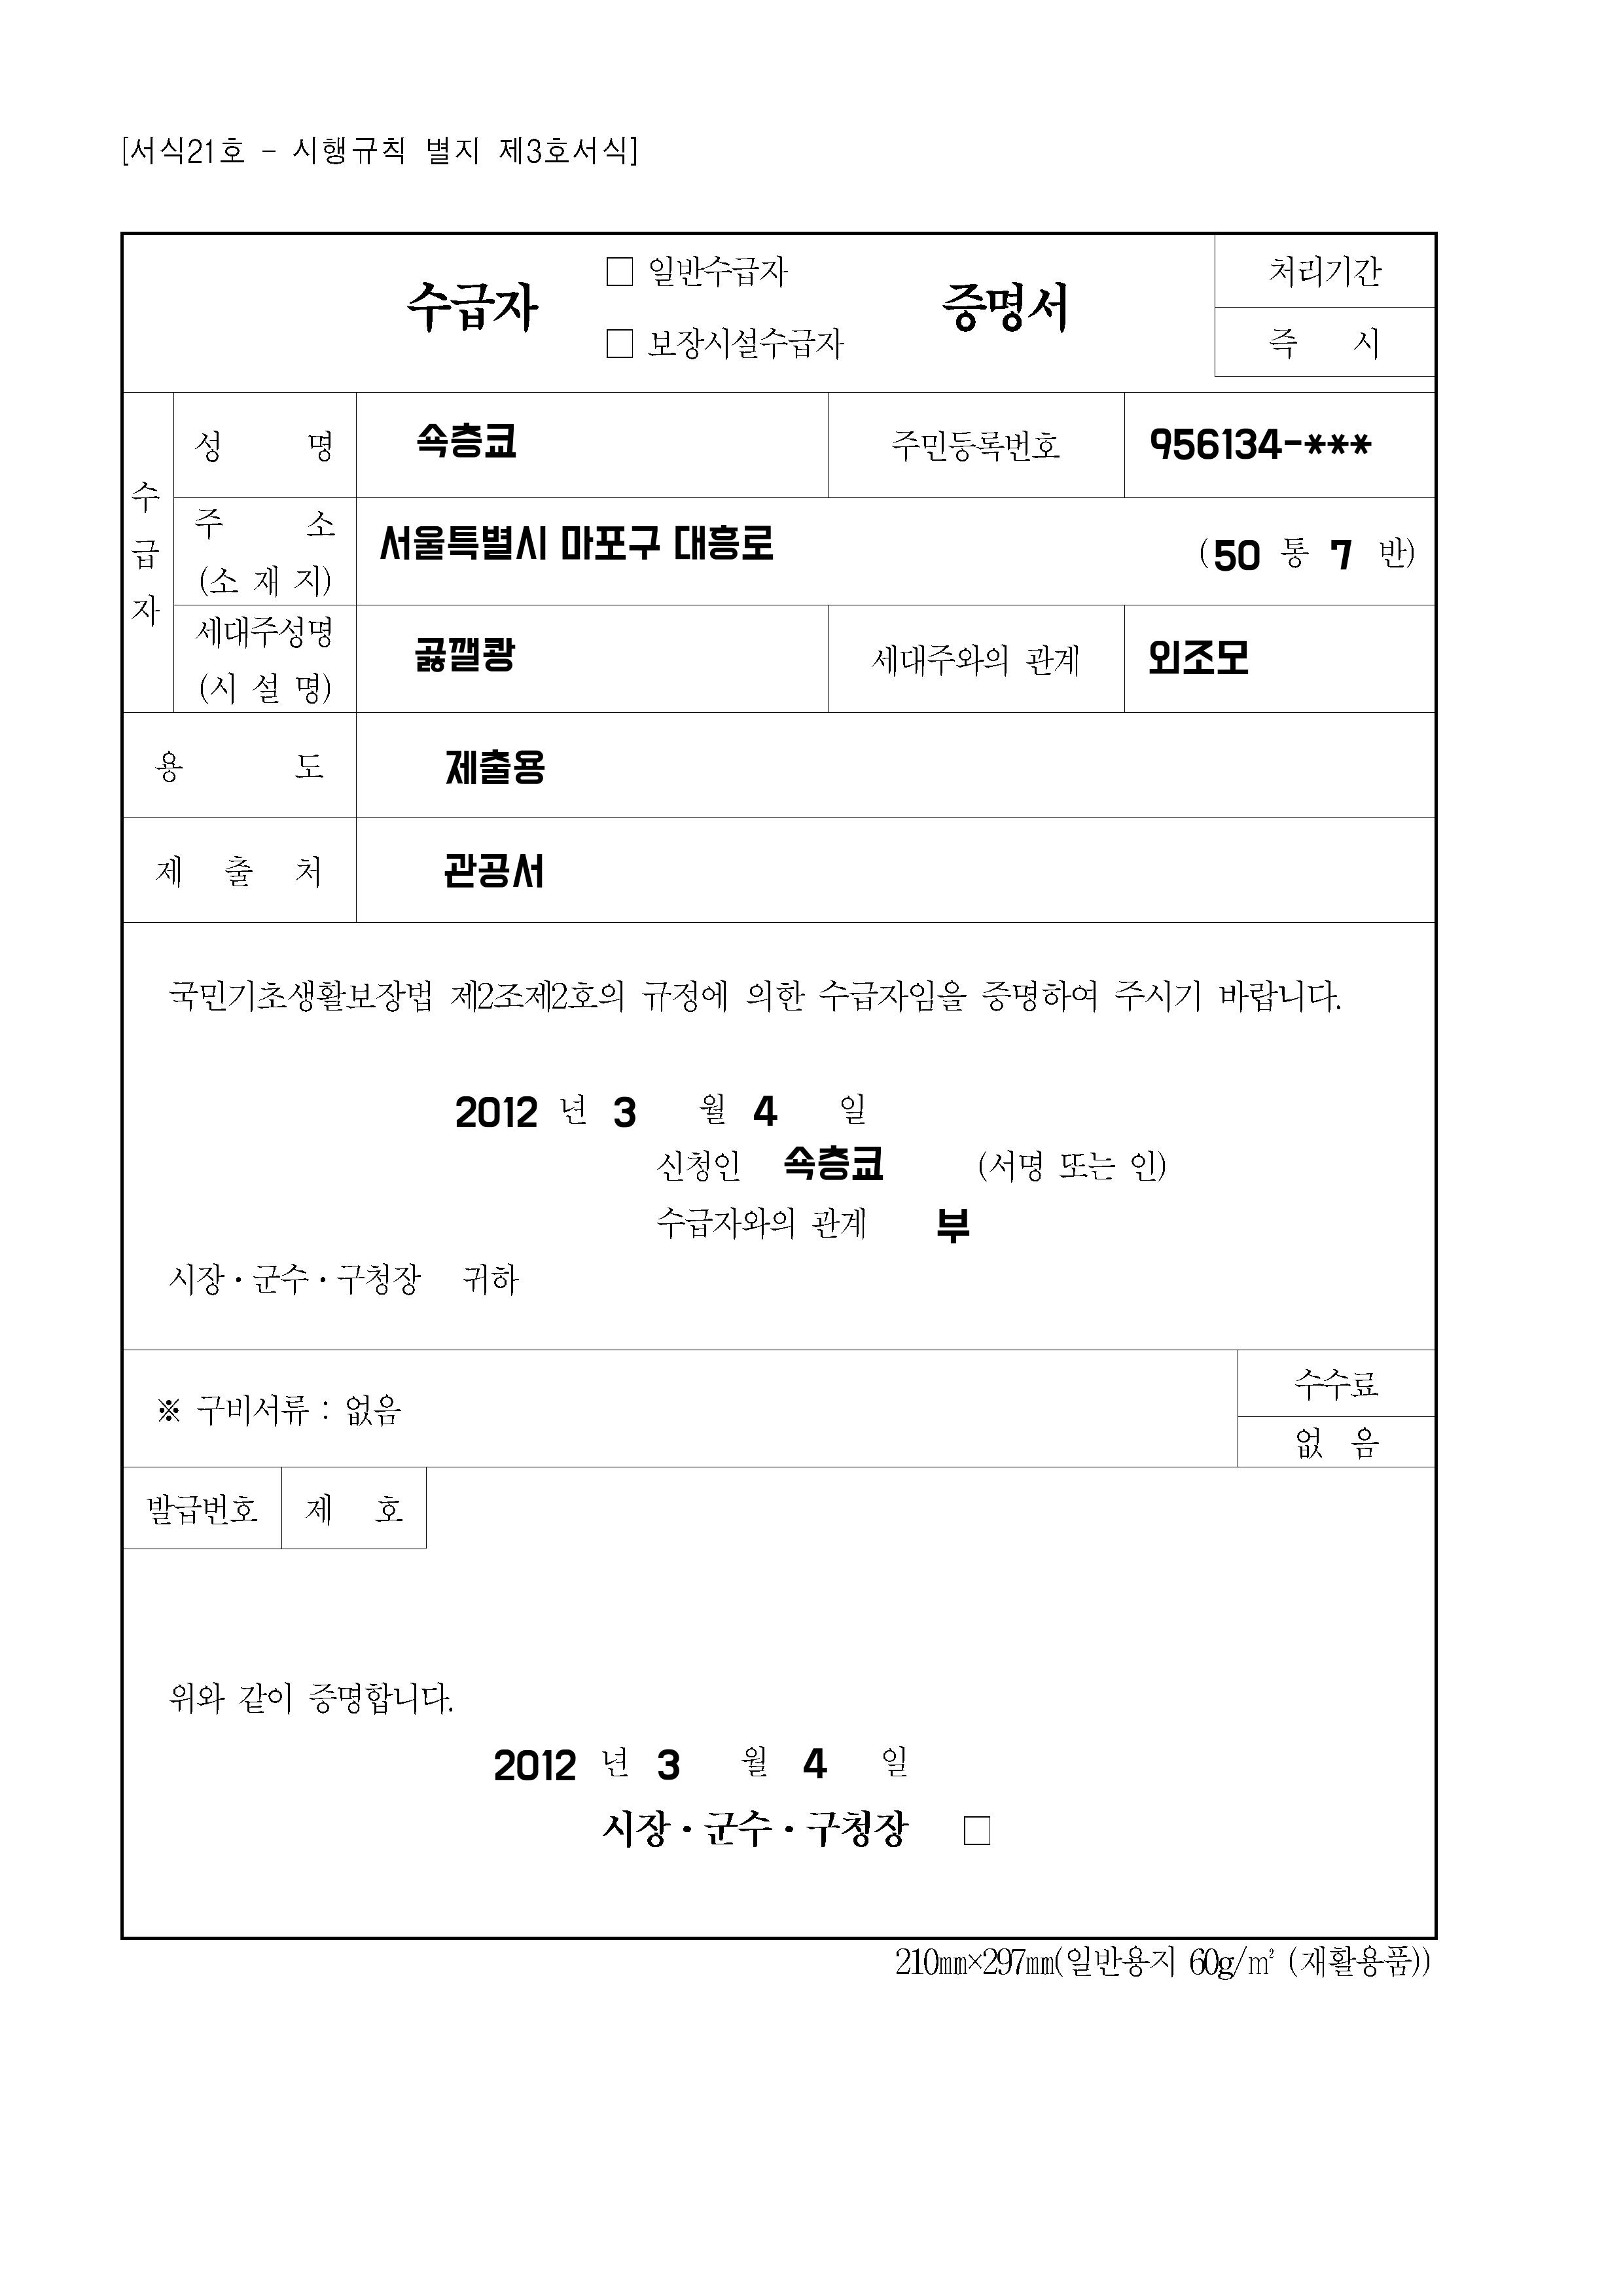 [서식21호 - 시행규칙 별지 제3호서식]
수급자 □ 일반수급자 □ 보장시설수급자 증명서
처리기간
즉 시
수급자
성 명 속층쿄 주민등록번호 956134-***
주 소 (소 재 지) 서울특별시 마포구 대흥로 (50 통 7 반)
세대주성명 (시 설 명) 곯깰쾅 세대주와의 관계 외조모
용 도 제출용
제 출 처 관공서
국민기초생활보장법 제2조제2호의 규정에 의한 수급자임을 증명하여 주시기 바랍니다.
2012 년 3 월 4 일
신청인 속층쿄 (서명 또는 인)
수급자와의 관계 부
시장·군수·구청장 귀하
※ 구비서류 : 없음
수수료
없 음
발급번호 제 호
위와 같이 증명합니다.
2012 년 3 월 4 일
시장·군수·구청장 □
210㎜×297㎜(일반용지 60g/㎡ (재활용품))